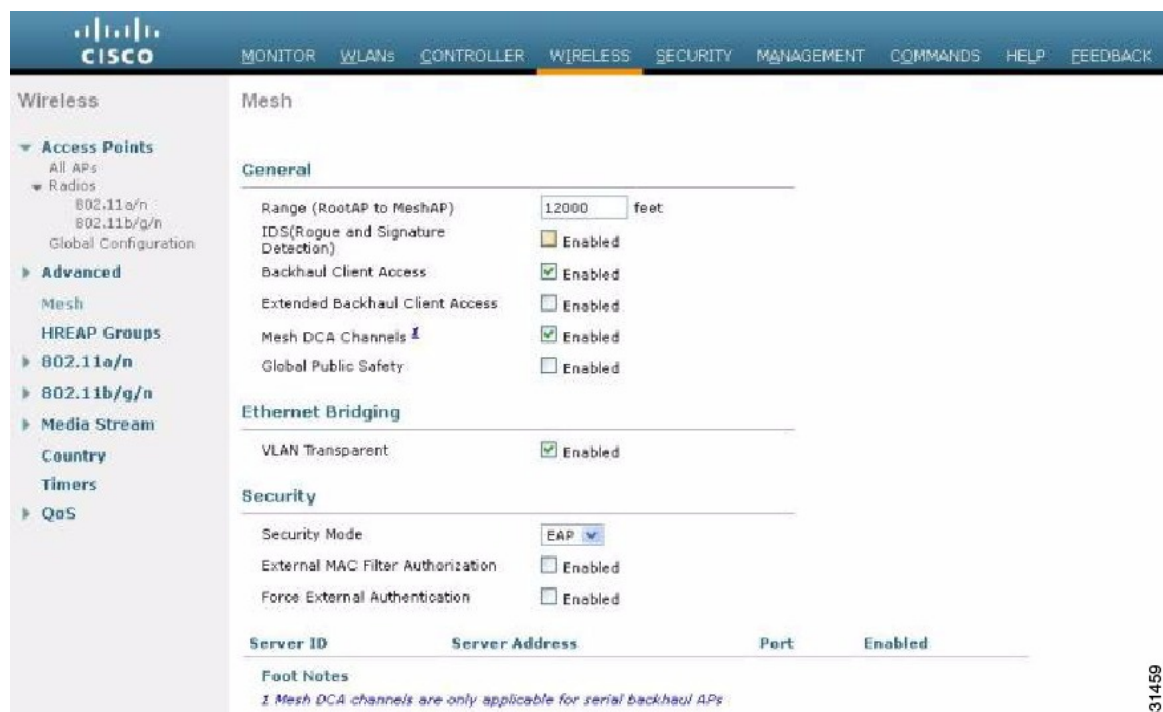 CISCO
MONITOR WLANs CONTROLLER WIRELESS SECURITY MANAGEMENT COMMANDS HELP FEEDBACK
Wireless
Access Points
All APs
Radios
802.11a/n
802.11b/g/n
Global Configuration
Advanced
Mesh
HREAP Groups
802.11a/n
802.11b/g/n
Media Stream
Country
Timers
QoS
Mesh
General
Range (RootAP to MeshAP) 12000 feet
IDS(Rogue and Signature
Detection) Enabled
Backhaul Client Access Enabled
Extended Backhaul Client Access Enabled
Mesh DCA Channels 1 Enabled
Global Public Safety Enabled
Ethernet Bridging
VLAN Transparent Enabled
Security
Security Mode EAP
External MAC Filter Authorization Enabled
Force External Authentication Enabled
Server ID Server Address Port Enabled
Foot Notes
1 Mesh DCA channels are only applicable for serial backhaul APs
31459